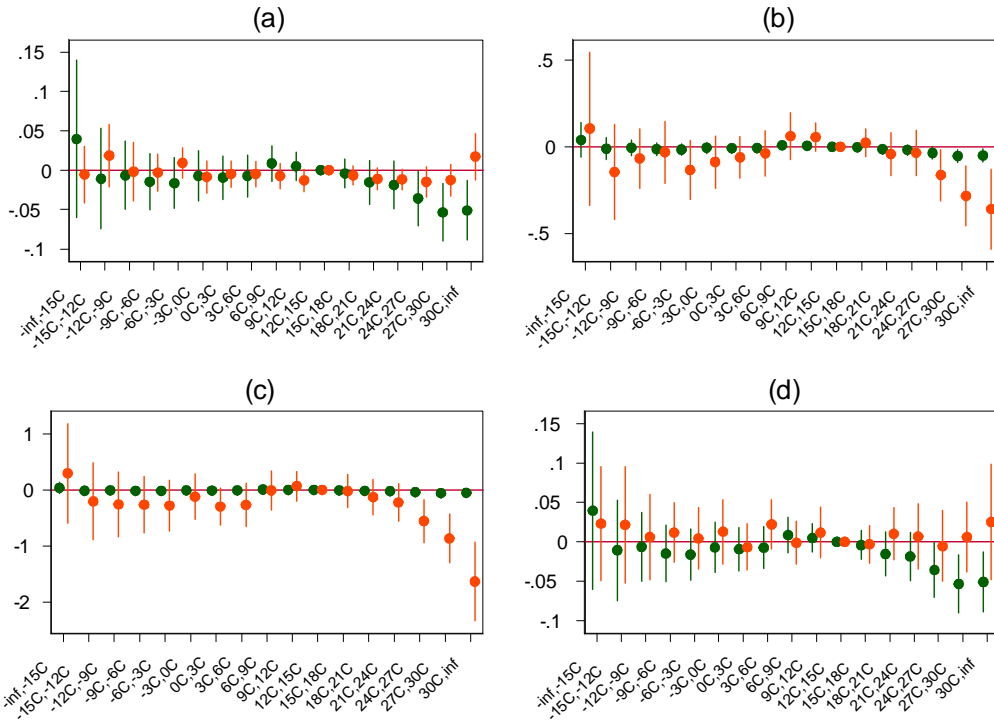 (a)
.15
.1
.05
0
-.05
-.1
-inf,-15C
-15C,-12C
-12C,-9C
-9C,-6C
-6C,-3C
-3C,0C
0C,3C
3C,6C
6C,9C
9C,12C
12C,15C
15C,18C
18C,21C
21C,24C
24C,27C
27C,30C
30C,inf
(b)
.5
0
-.5
-inf,-15C
-15C,-12C
-12C,-9C
-9C,-6C
-6C,-3C
-3C,0C
0C,3C
3C,6C
6C,9C
9C,12C
12C,15C
15C,18C
18C,21C
21C,24C
24C,27C
27C,30C
30C,inf
(c)
1
0
-1
-2
-inf,-15C
-15C,-12C
-12C,-9C
-9C,-6C
-6C,-3C
-3C,0C
0C,3C
3C,6C
6C,9C
9C,12C
12C,15C
15C,18C
18C,21C
21C,24C
24C,27C
27C,30C
30C,inf
(d)
.15
.1
.05
0
-.05
-.1
-inf,-15C
-15C,-12C
-12C,-9C
-9C,-6C
-6C,-3C
-3C,0C
0C,3C
3C,6C
6C,9C
9C,12C
12C,15C
15C,18C
18C,21C
21C,24C
24C,27C
27C,30C
30C,inf